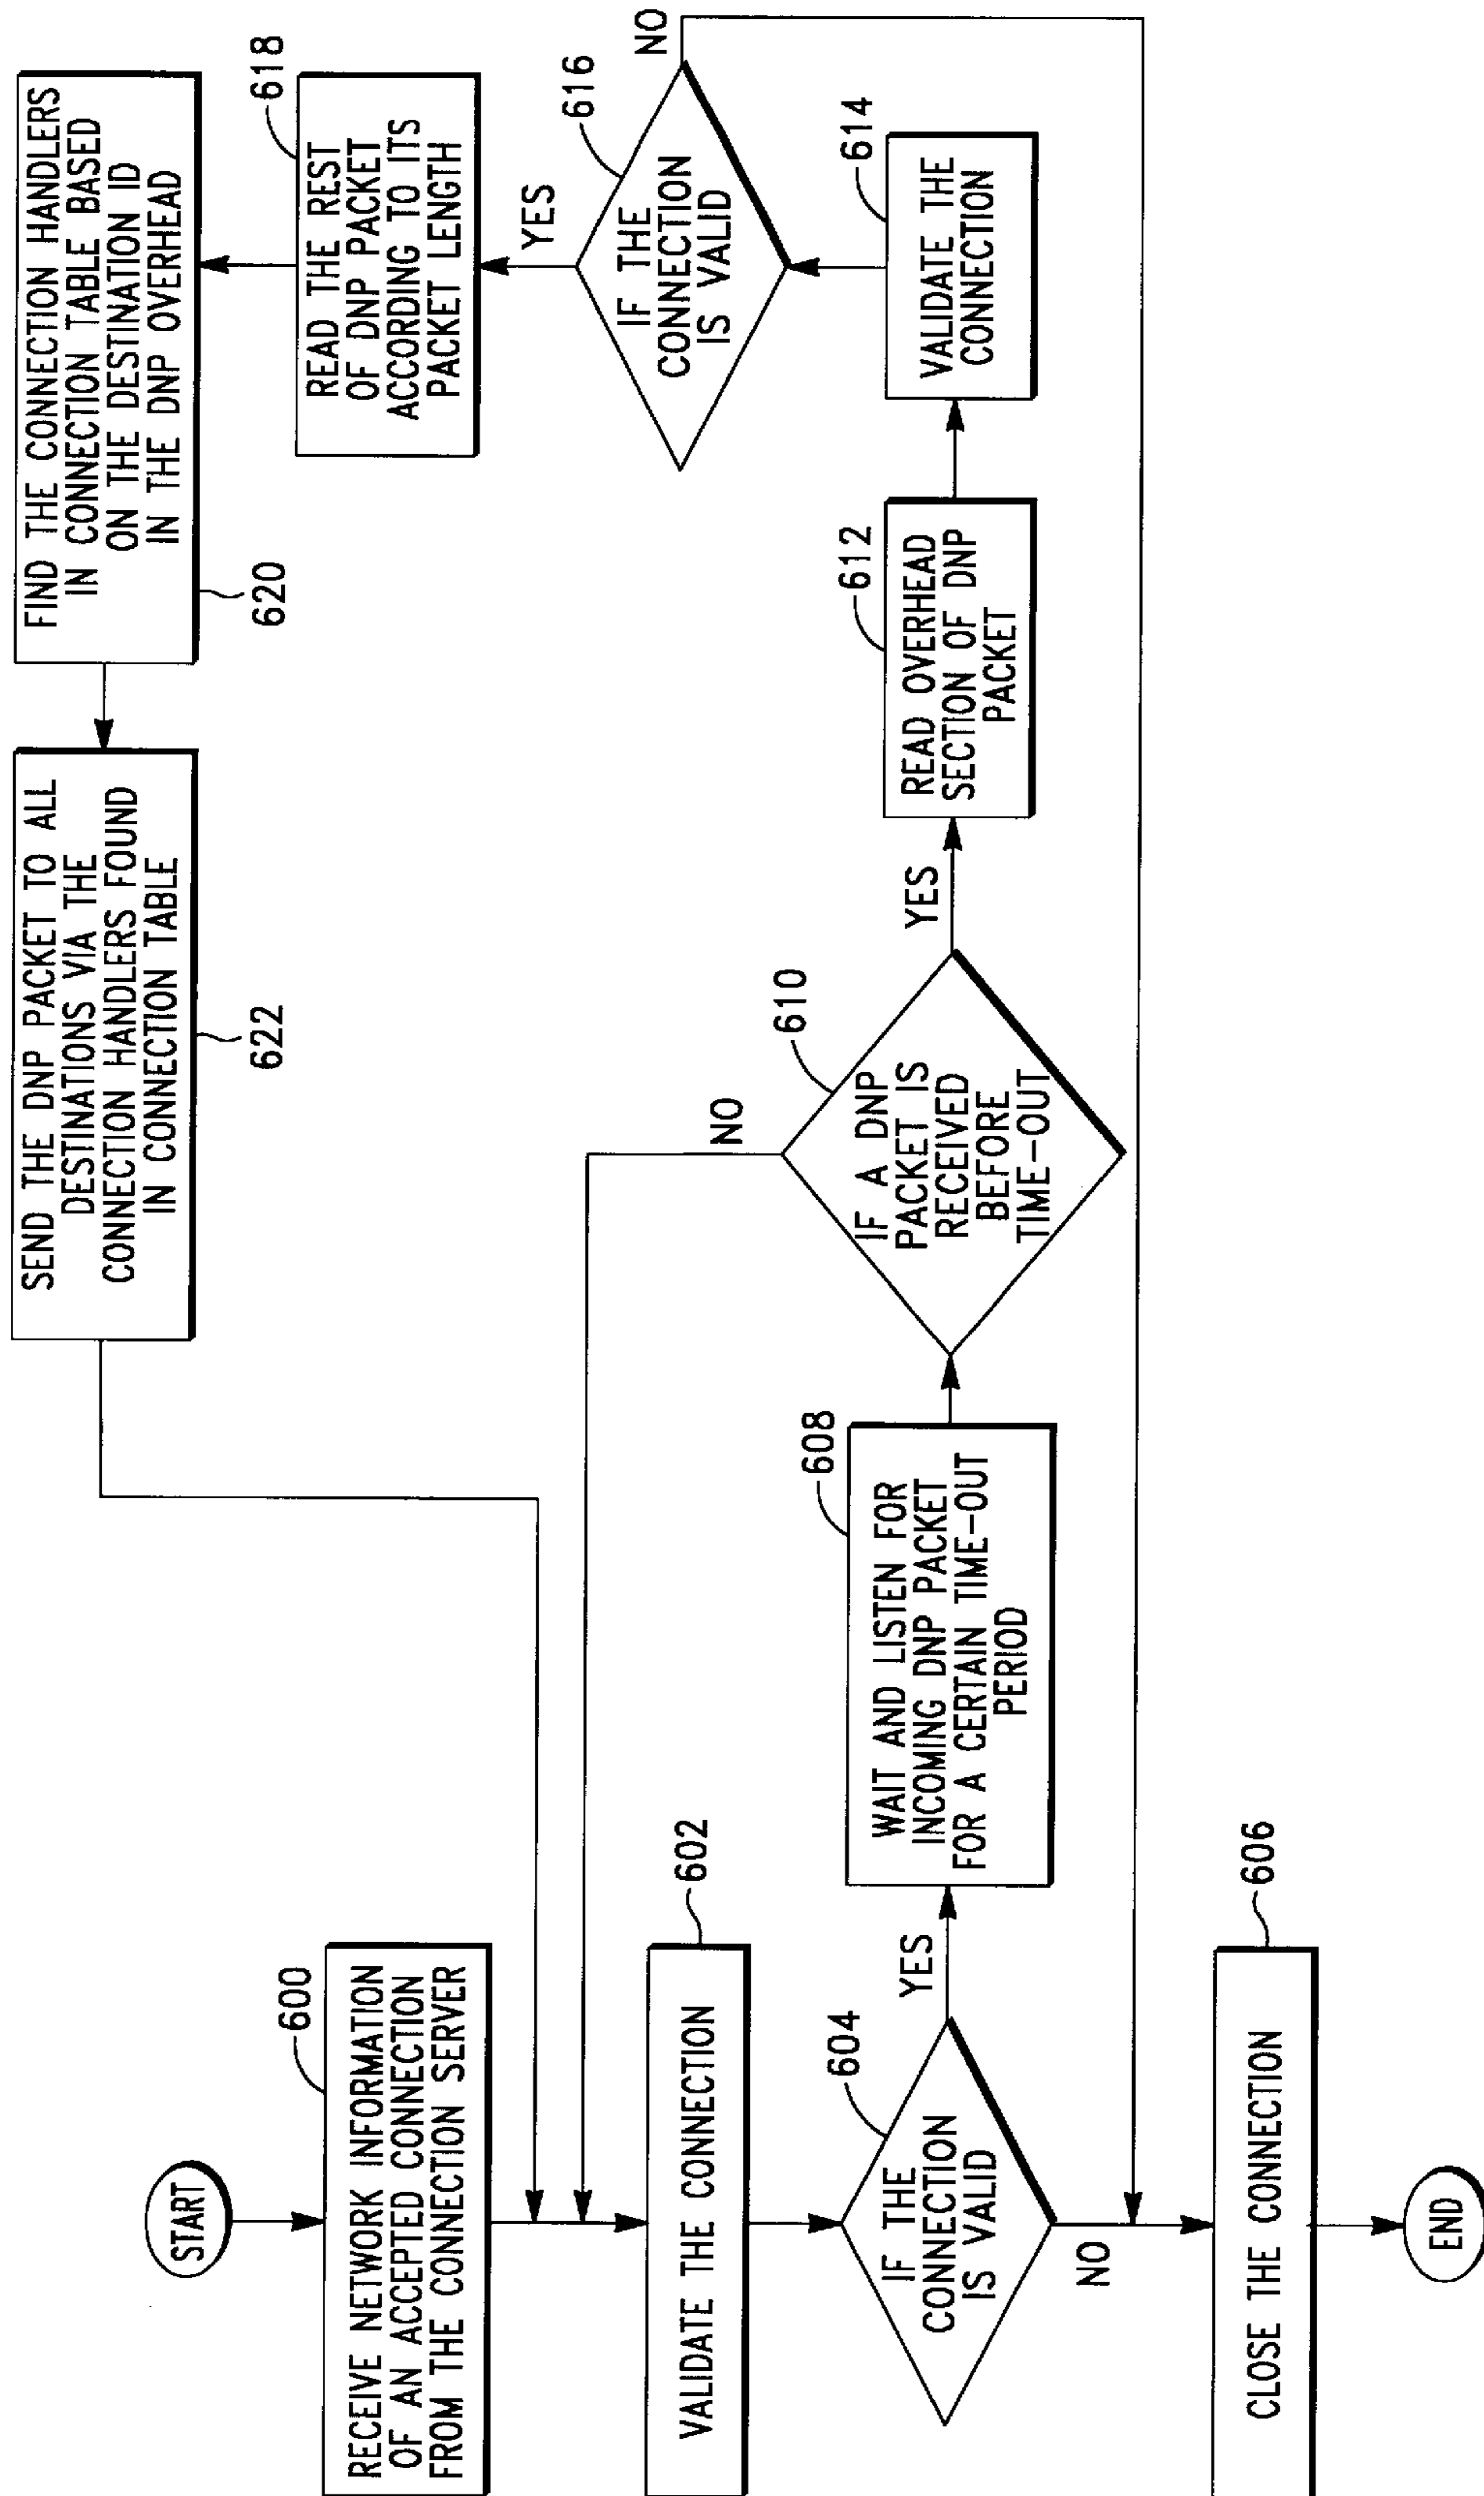 START
600
RECEIVE NETWORK INFORMATION
OF AN ACCEPTED CONNECTION
FROM THE CONNECTION SERVER
602
VALIDATE THE CONNECTION
604
IF THE
CONNECTION
IS VALID
YES
NO
606
CLOSE THE CONNECTION
END
608
WAIT AND LISTEN FOR
INCOMING DNP PACKET
FOR A CERTAIN TIME-OUT
PERIOD
610
IF A DNP
PACKET IS
RECEIVED
BEFORE
TIME-OUT
NO
YES
612
READ OVERHEAD
SECTION OF DNP
PACKET
614
VALIDATE THE
CONNECTION
616
IF THE
CONNECTION
IS VALID
NO
YES
618
READ THE REST
OF DNP PACKET
ACCORDING TO ITS
PACKET LENGTH
FIND THE CONNECTION HANDLERS
IN CONNECTION TABLE BASED
ON THE DESTINATION ID
IN THE DNP OVERHEAD
620
SEND THE DNP PACKET TO ALL
DESTINATIONS VIA THE
CONNECTION HANDLERS FOUND
IN CONNECTION TABLE
622